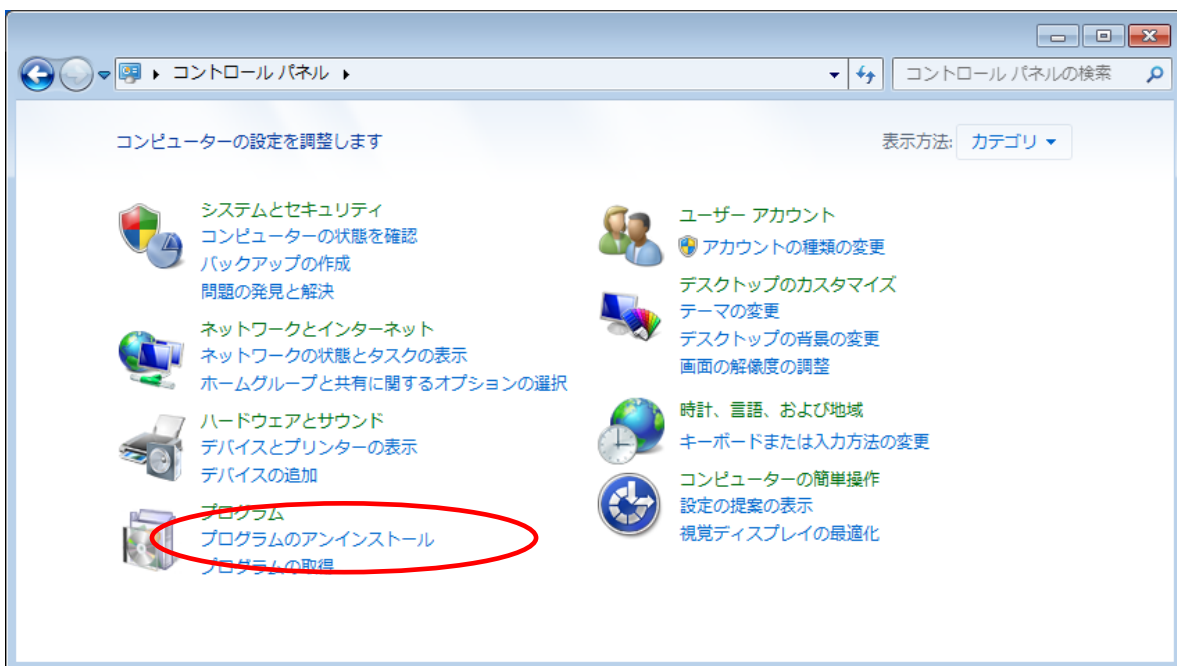 コントロール パネル
コントロール パネルの検索
コンピューターの設定を調整します
表示方法: カテゴリ
システムとセキュリティ
コンピューターの状態を確認
バックアップの作成
問題の発見と解決
ネットワークとインターネット
ネットワークの状態とタスクの表示
ホームグループと共有に関するオプションの選択
ハードウェアとサウンド
デバイスとプリンターの表示
デバイスの追加
プログラム
プログラムのアンインストール
プログラムの取得
ユーザー アカウント
アカウントの種類の変更
デスクトップのカスタマイズ
テーマの変更
デスクトップの背景の変更
画面の解像度の調整
時計、言語、および地域
キーボードまたは入力方法の変更
コンピューターの簡単操作
設定の提案の表示
視覚ディスプレイの最適化